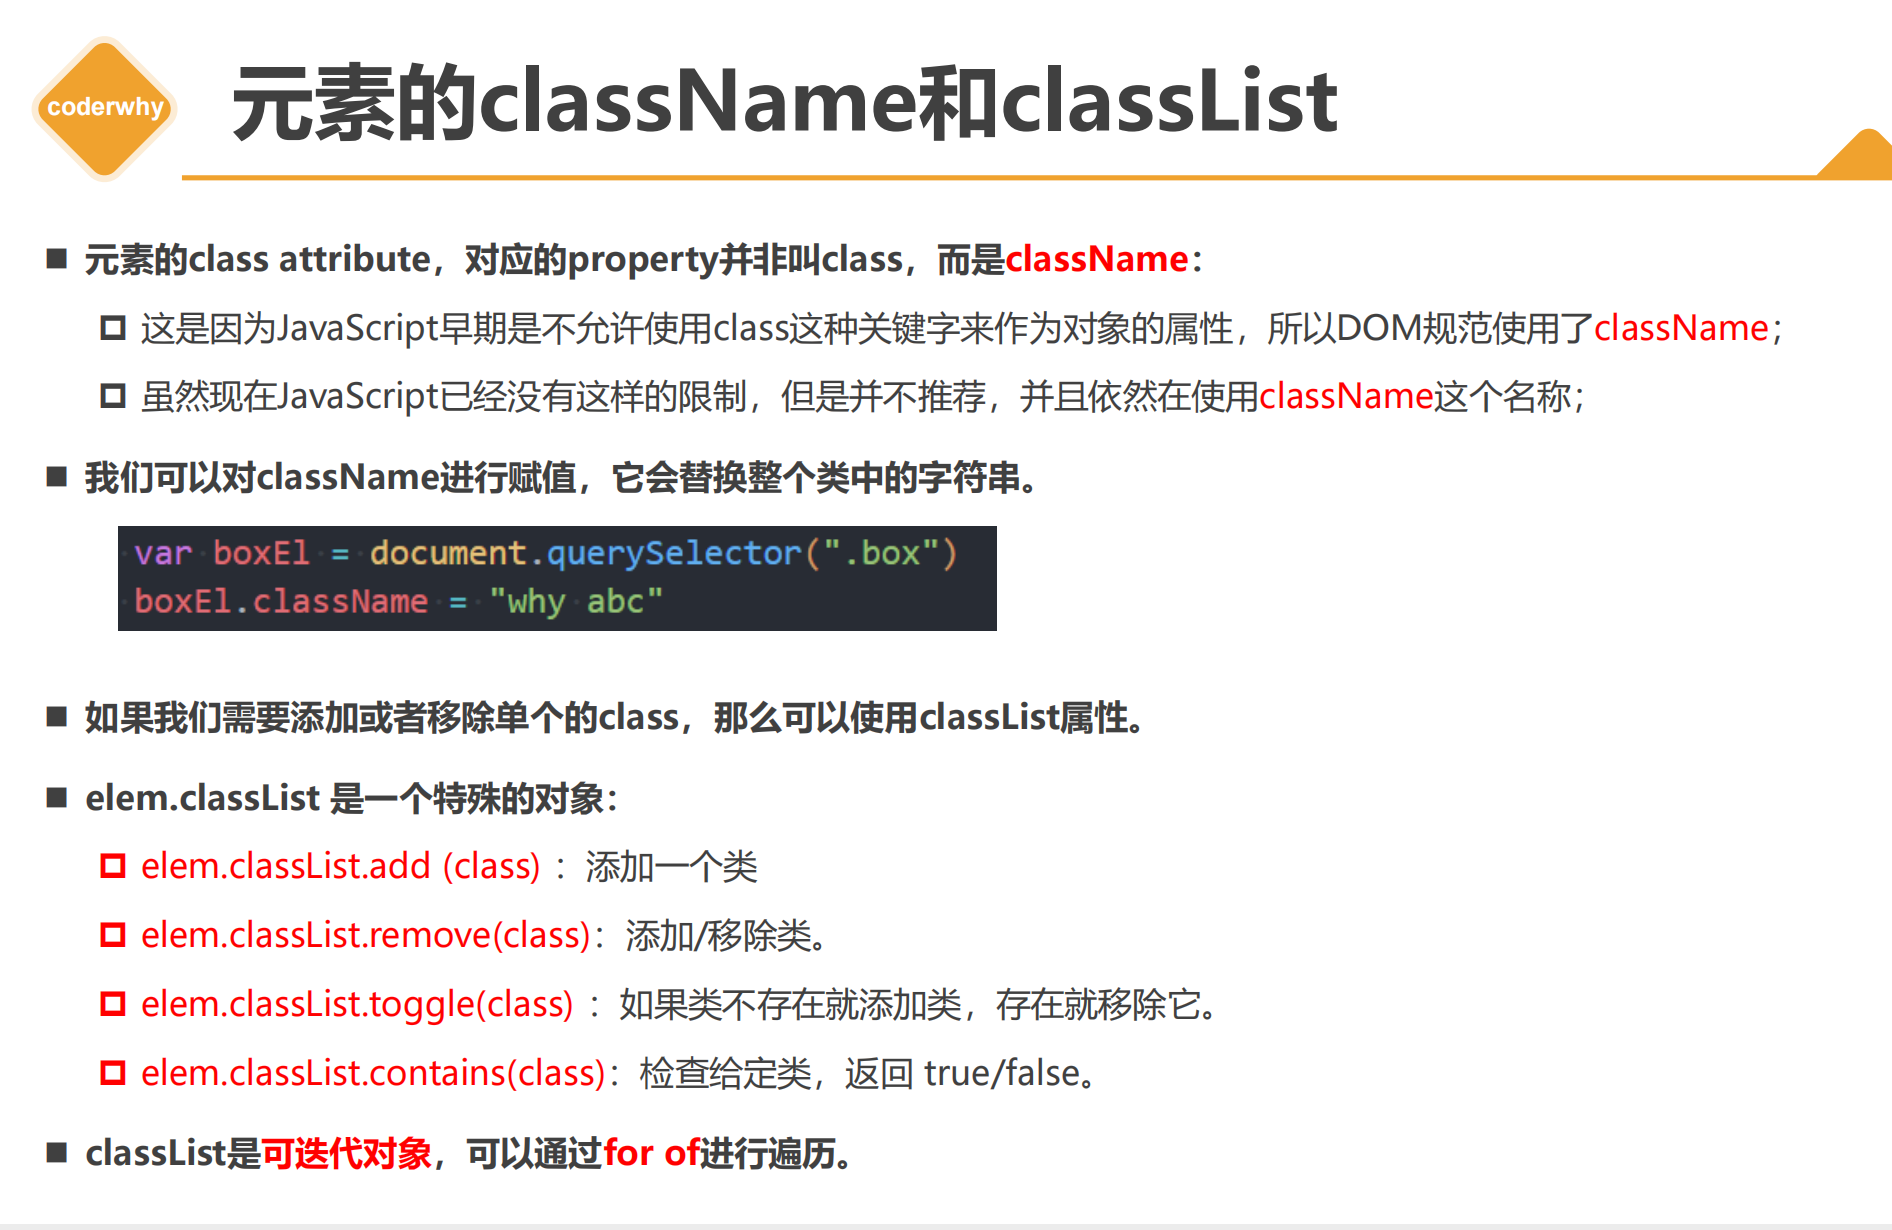 coderwhy
元素的className和classList
元素的class attribute，对应的property并非叫class，而是className：
这是因为JavaScript早期是不允许使用class这种关键字来作为对象的属性，所以DOM规范使用了className；
虽然现在JavaScript已经没有这样的限制，但是并不推荐，并且依然在使用className这个名称；
我们可以对className进行赋值，它会替换整个类中的字符串。
var boxEl = document.querySelector(".box")
boxEl.className = "why abc"
如果我们需要添加或者移除单个的class，那么可以使用classList属性。
elem.classList 是一个特殊的对象：
elem.classList.add (class) ：添加一个类
elem.classList.remove(class)：添加/移除类。
elem.classList.toggle(class) ：如果类不存在就添加类，存在就移除它。
elem.classList.contains(class)：检查给定类，返回 true/false。
classList是可迭代对象，可以通过for of进行遍历。